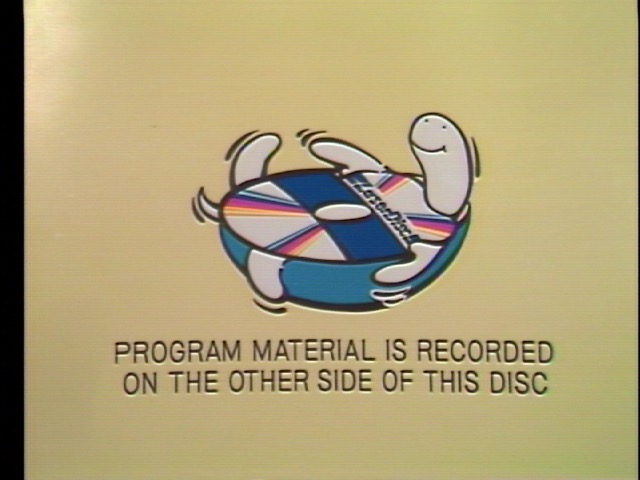 LaserDisc
PROGRAM MATERIAL IS RECORDED
ON THE OTHER SIDE OF THIS DISC